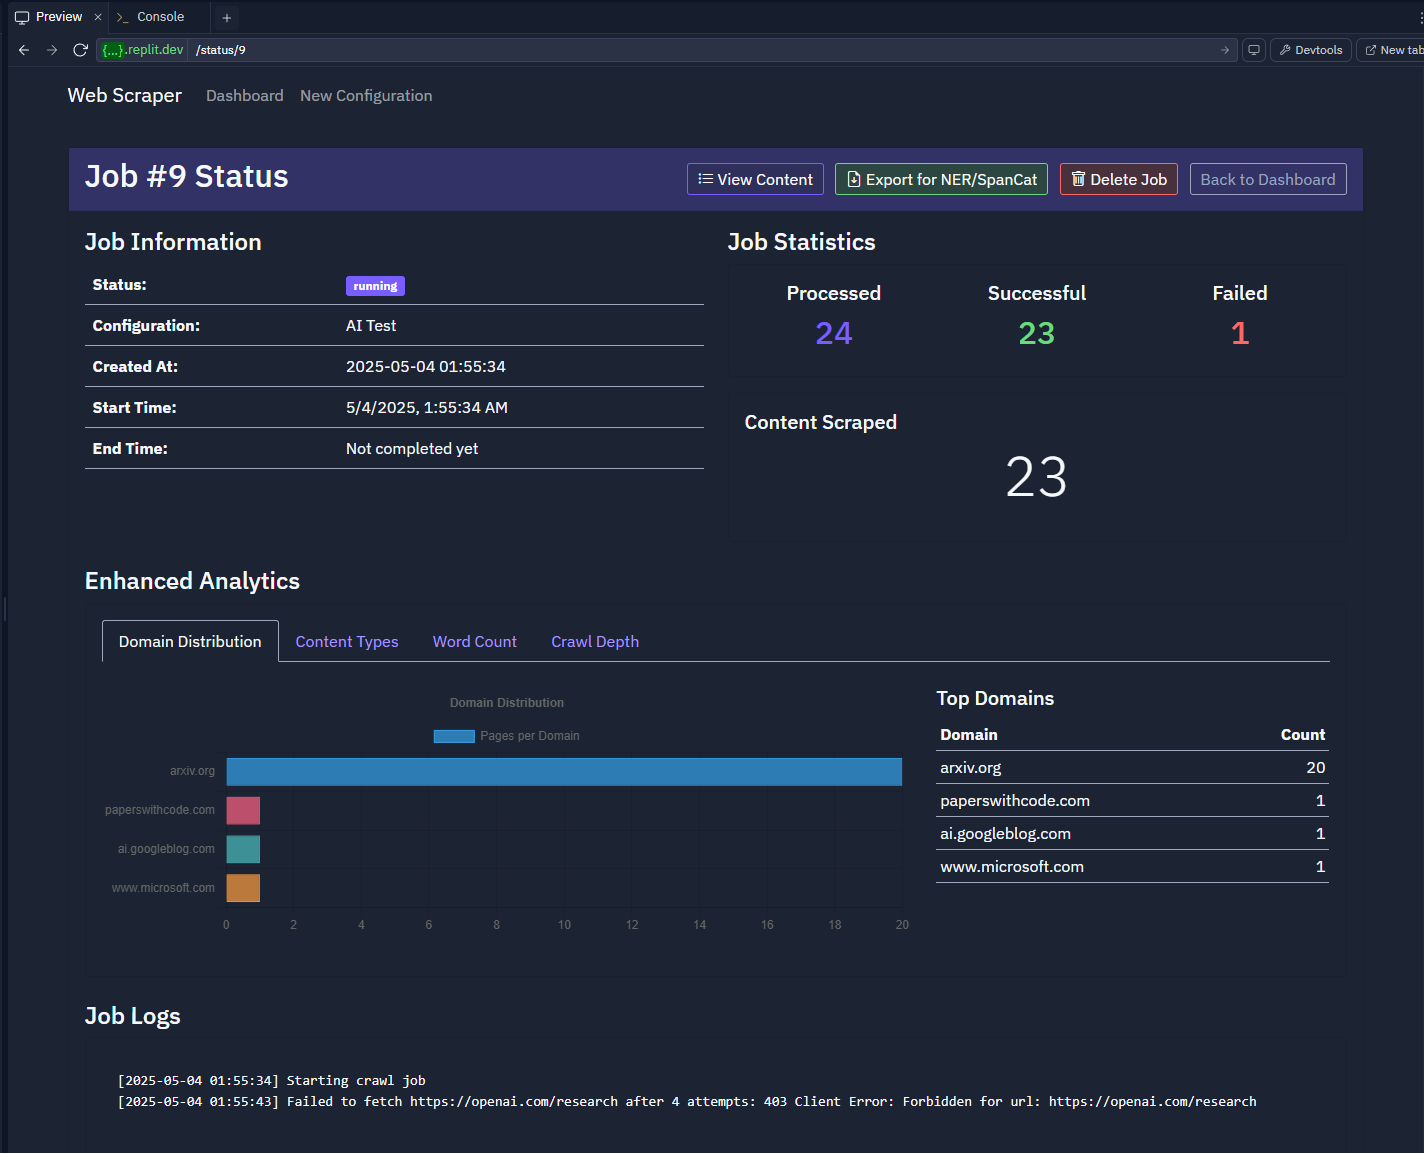 Preview
Console
{...}.replit.dev /status/9
Devtools
New tab
Web Scraper Dashboard New Configuration
Job #9 Status
View Content Export for NER/SpanCat Delete Job Back to Dashboard
Job Information
Status: running
Configuration: AI Test
Created At: 2025-05-04 01:55:34
Start Time: 5/4/2025, 1:55:34 AM
End Time: Not completed yet
Job Statistics
Processed Successful Failed
24 23 1
Content Scraped
23
Enhanced Analytics
Domain Distribution Content Types Word Count Crawl Depth
Domain Distribution
Pages per Domain
arxiv.org
paperswithcode.com
ai.googleblog.com
www.microsoft.com
0 2 4 6 8 10 12 14 16 18 20
Top Domains
Domain Count
arxiv.org 20
paperswithcode.com 1
ai.googleblog.com 1
www.microsoft.com 1
Job Logs
[2025-05-04 01:55:34] Starting crawl job
[2025-05-04 01:55:43] Failed to fetch https://openai.com/research after 4 attempts: 403 Client Error: Forbidden for url: https://openai.com/research